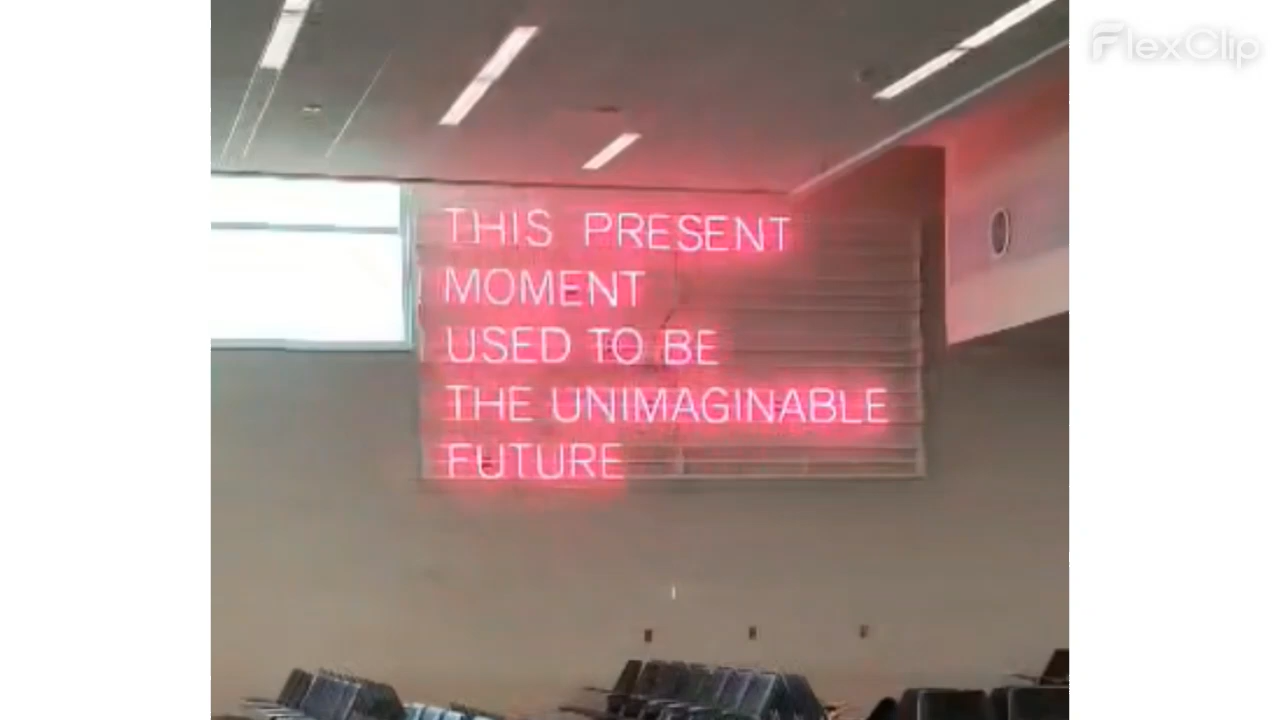 FlexClip
THIS PRESENT
MOMENT
USED TO BE
THE UNIMAGINABLE
FUTURE